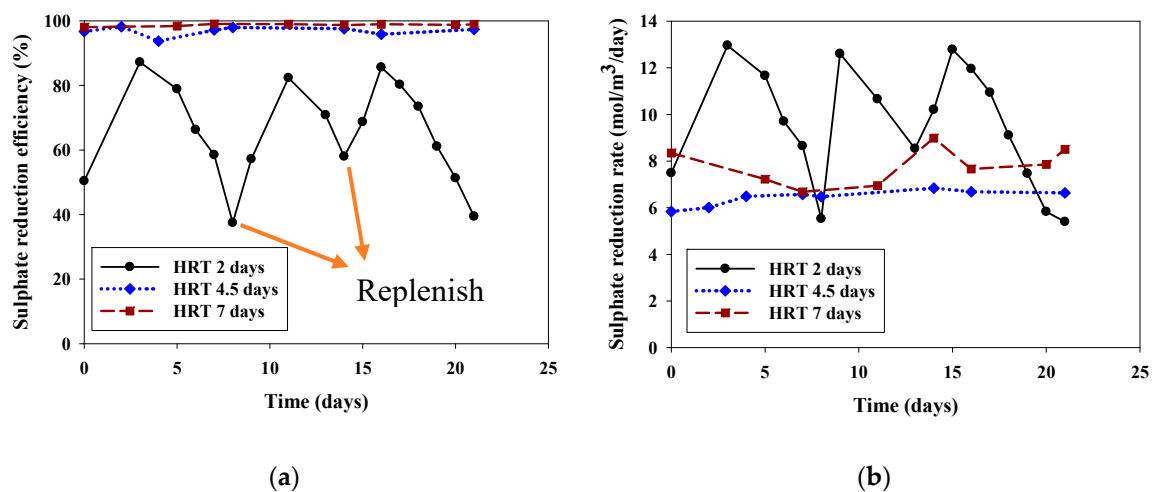 Sulphate reduction efficiency (%)
100
80
60
40
20
0
HRT 2 days
HRT 4.5 days
HRT 7 days
Replenish
0 5 10 15 20 25
Time (days)
(a)
Sulphate reduction rate (mol/m³/day)
14
12
10
8
6
4
2
0
HRT 2 days
HRT 4.5 days
HRT 7 days
0 5 10 15 20 25
Time (days)
(b)